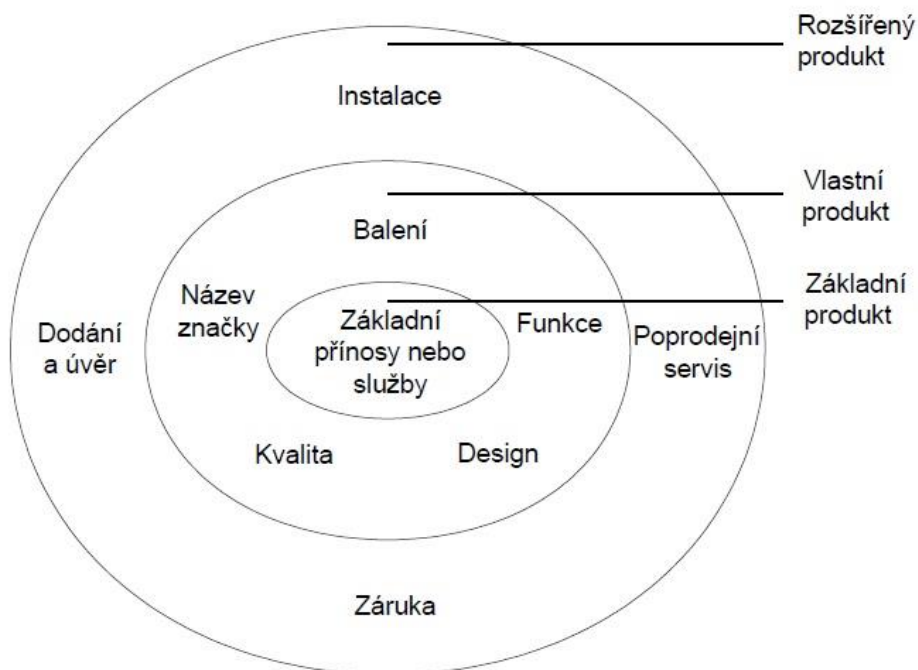 Rozšířený
produkt
Instalace
Vlastní
produkt
Balení
Základní
produkt
Název
značky
Základní
přínosy nebo
služby
Funkce
Dodání
a úvěr
Poprodejní
servis
Kvalita
Design
Záruka